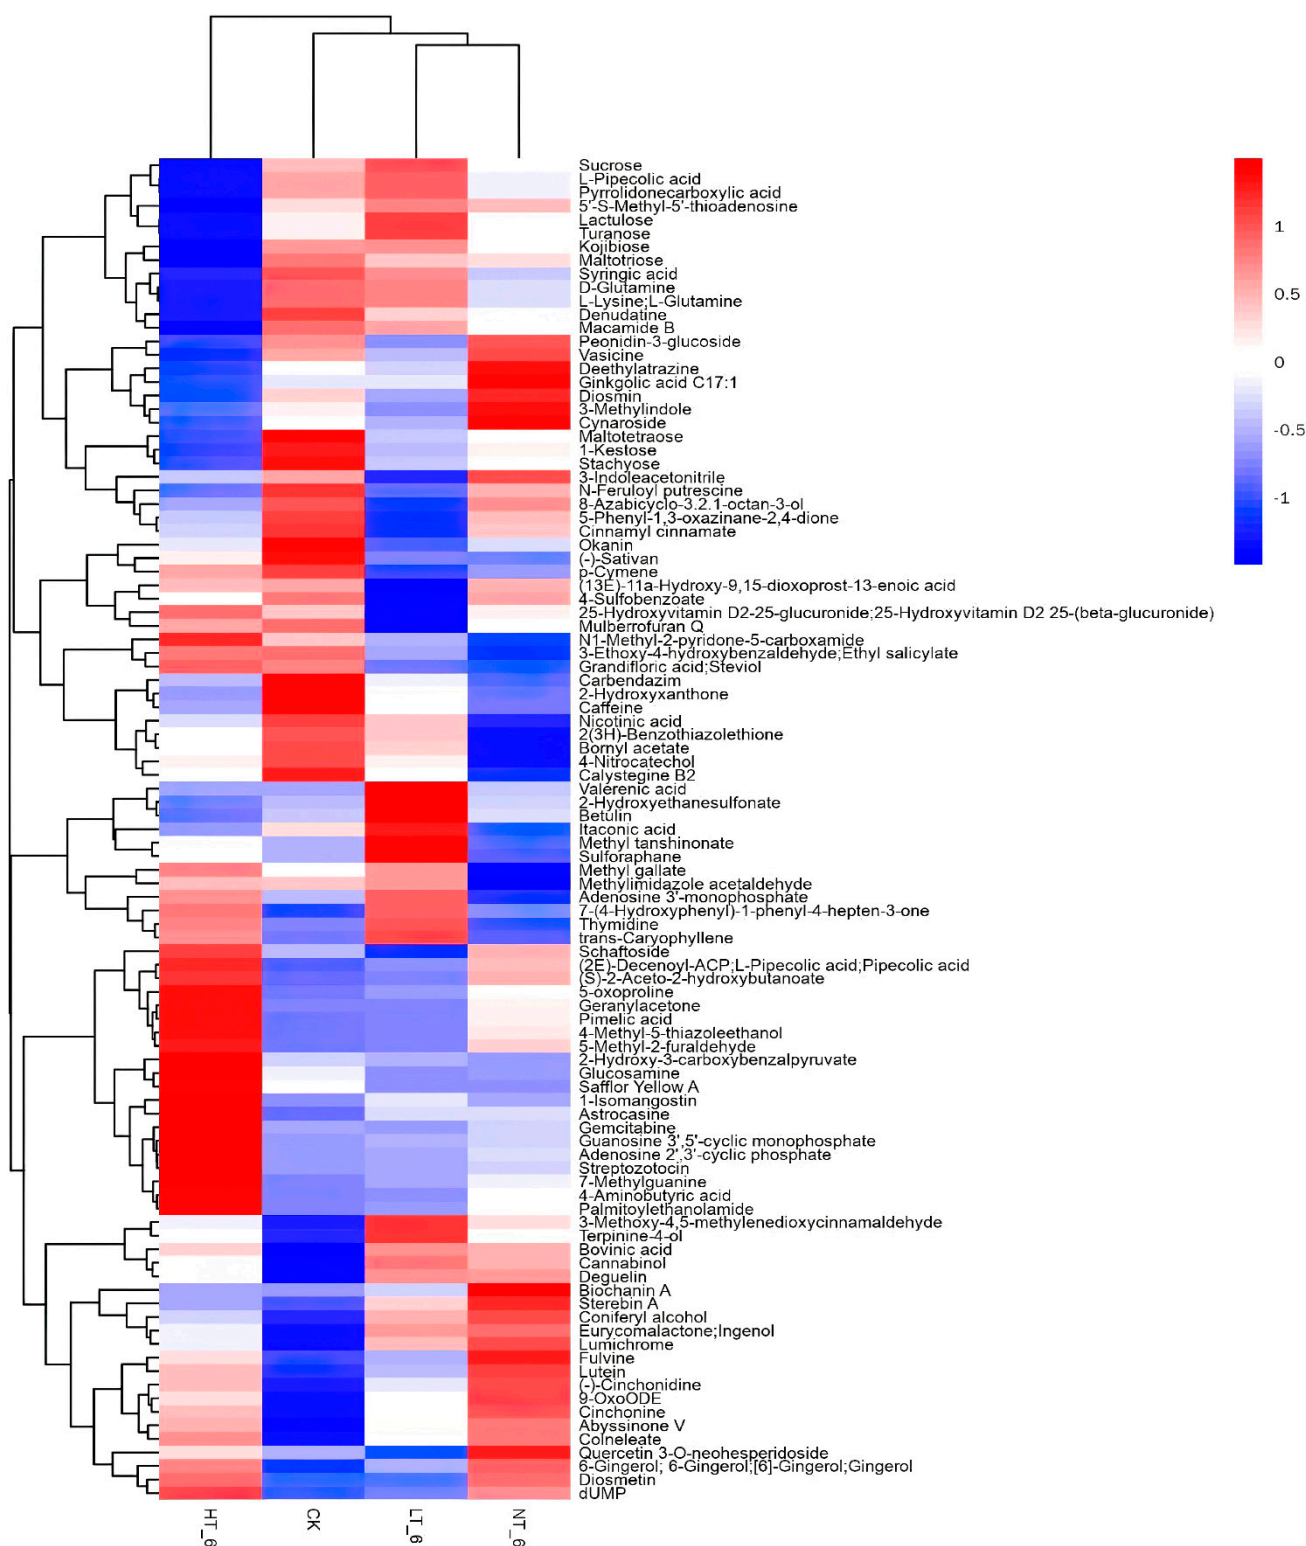 Sucrose
L-Pipecolic acid
Pyrrolidonecarboxylic acid
5'-S-Methyl-5'-thioadenosine
Lactulose
Turanose
Kojibiose
Maltotriose
Syringic acid
D-Glutamine
L-Lysine;L-Glutamine
Denudatine
Macamide B
Peonidin-3-glucoside
Vasicine
Deethylatrazine
Ginkgolic acid C17:1
Diosmin
3-Methylindole
Cynaroside
Maltotetraose
1-Kestose
Stachyose
3-Indoleacetonitrile
N-Feruloyl putrescine
8-Azabicyclo-3.2.1-octan-3-ol
5-Phenyl-1,3-oxazinane-2,4-dione
Cinnamyl cinnamate
Okanin
(-)-Sativan
p-Cymene
(13E)-11a-Hydroxy-9,15-dioxoprost-13-enoic acid
4-Sulfobenzoate
25-Hydroxyvitamin D2-25-glucuronide;25-Hydroxyvitamin D2 25-(beta-glucuronide)
Mulberrofuran Q
N1-Methyl-2-pyridone-5-carboxamide
3-Ethoxy-4-hydroxybenzaldehyde;Ethyl salicylate
Grandifloric acid;Steviol
Carbendazim
2-Hydroxyxanthone
Caffeine
Nicotinic acid
2(3H)-Benzothiazolethione
Bornyl acetate
4-Nitrocatechol
Calystegine B2
Valerenic acid
2-Hydroxyethanesulfonate
Betulin
Itaconic acid
Methyl tanshinonate
Sulforaphane
Methyl gallate
Methylimidazole acetaldehyde
Adenosine 3'-monophosphate
7-(4-Hydroxyphenyl)-1-phenyl-4-hepten-3-one
Thymidine
trans-Caryophyllene
Schaftoside
(2E)-Decenoyl-ACP;L-Pipecolic acid;Pipecolic acid
(S)-2-Aceto-2-hydroxybutanoate
5-oxoproline
Geranylacetone
Pimelic acid
4-Methyl-5-thiazoleethanol
5-Methyl-2-furaldehyde
2-Hydroxy-3-carboxybenzalpyruvate
Glucosamine
Safflor Yellow A
1-Isomangostin
Astrocasine
Gemcitabine
Guanosine 3',5'-cyclic monophosphate
Adenosine 2',3'-cyclic phosphate
Streptozotocin
7-Methylguanine
4-Aminobutyric acid
Palmitoylethanolamide
3-Methoxy-4,5-methylenedioxycinnamaldehyde
Terpinine-4-ol
Bovinic acid
Cannabinol
Deguelin
Biochanin A
Sterebin A
Coniferyl alcohol
Eurycomalactone;Ingenol
Lumichrome
Fulvine
Lutein
(-)-Cinchonidine
9-OxoODE
Cinchonine
Abyssinone V
Colneleate
Quercetin 3-O-neohesperidoside
6-Gingerol; 6-Gingerol;[6]-Gingerol;Gingerol
Diosmetin
dUMP
HT_6
CK
LT_6
NT_6
1
0.5
0
-0.5
-1